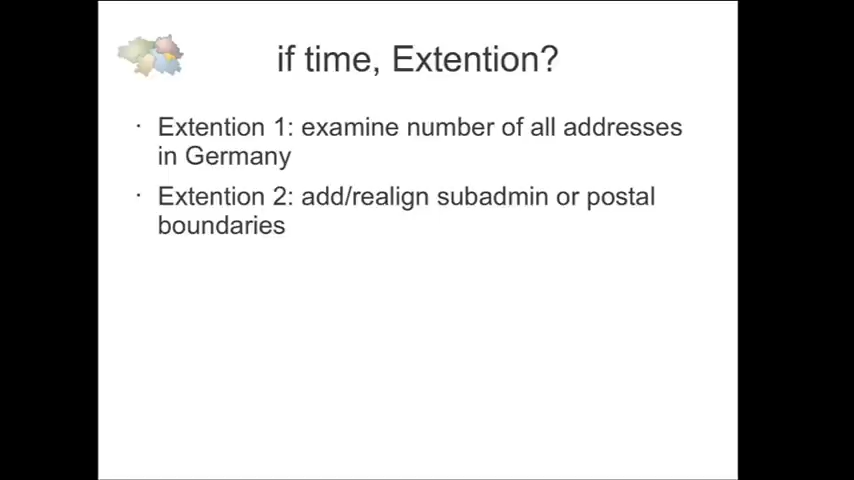 if time, Extention?
· Extention 1: examine number of all addresses
in Germany
· Extention 2: add/realign subadmin or postal
boundaries